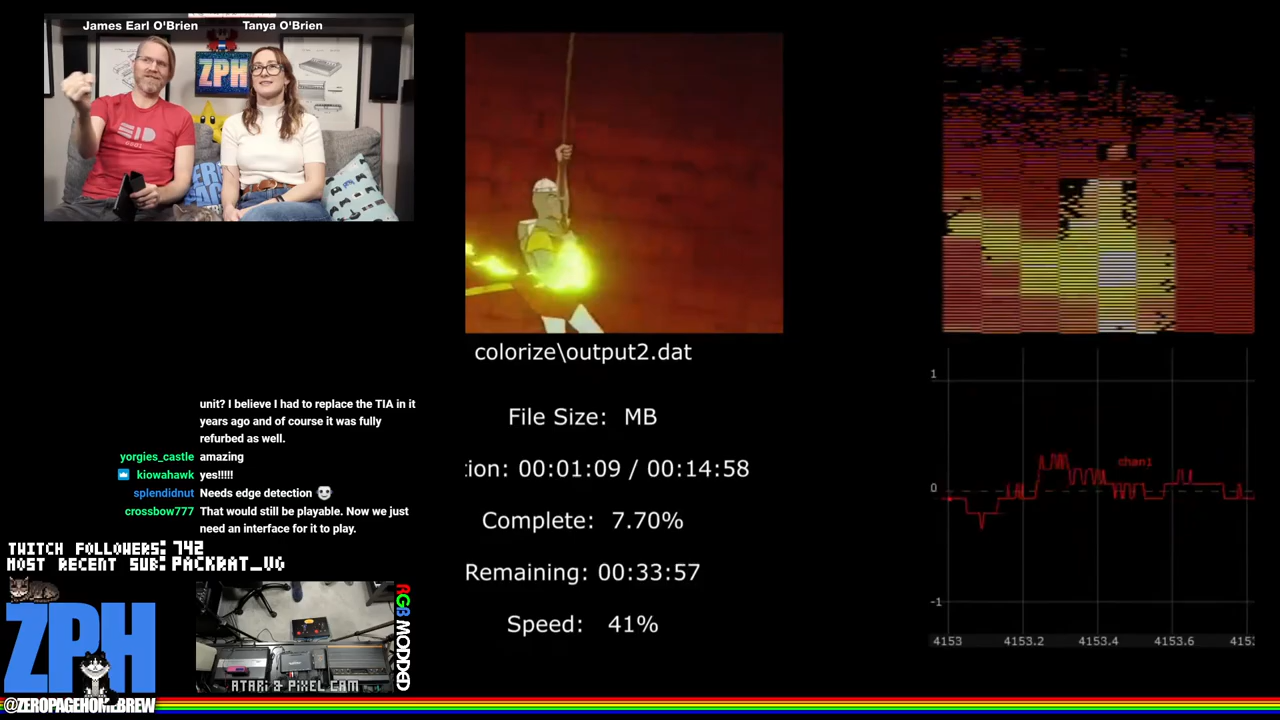 James Earl O'Brien
Tanya O'Brien
ZPH
colorize\output2.dat
File Size: MB
ion: 00:01:09 / 00:14:58
Complete: 7.70%
Remaining: 00:33:57
Speed: 41%
1
0
-1
chan1
4153
4153.2
4153.4
4153.6
415
unit? I believe I had to replace the TIA in it
years ago and of course it was fully
refurbed as well.
yorgies_castle amazing
kiowahawk yes!!!!!
splendidnut Needs edge detection
crossbow777 That would still be playable. Now we just
need an interface for it to play.
TWITCH FOLLOWERS: 742
MOST RECENT SUB: PACKRAT_VG
ZPH
@ZEROPAGEHOMEBREW
ATARI & PIXEL CAM
RGB MODDED